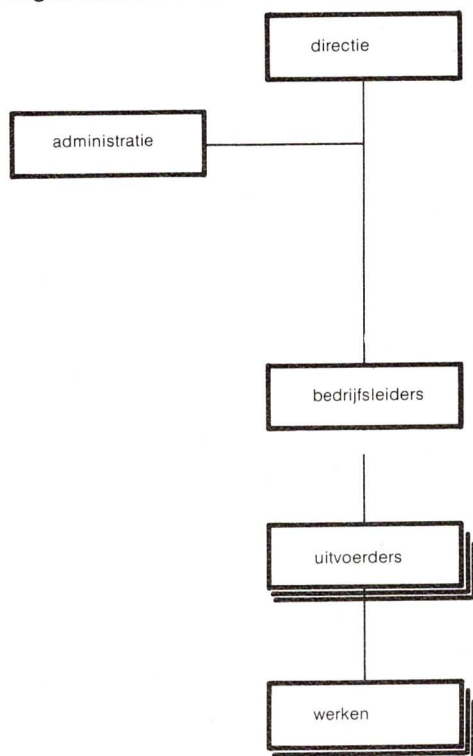 directie
administratie
bedrijfsleiders
uitvoerders
werken